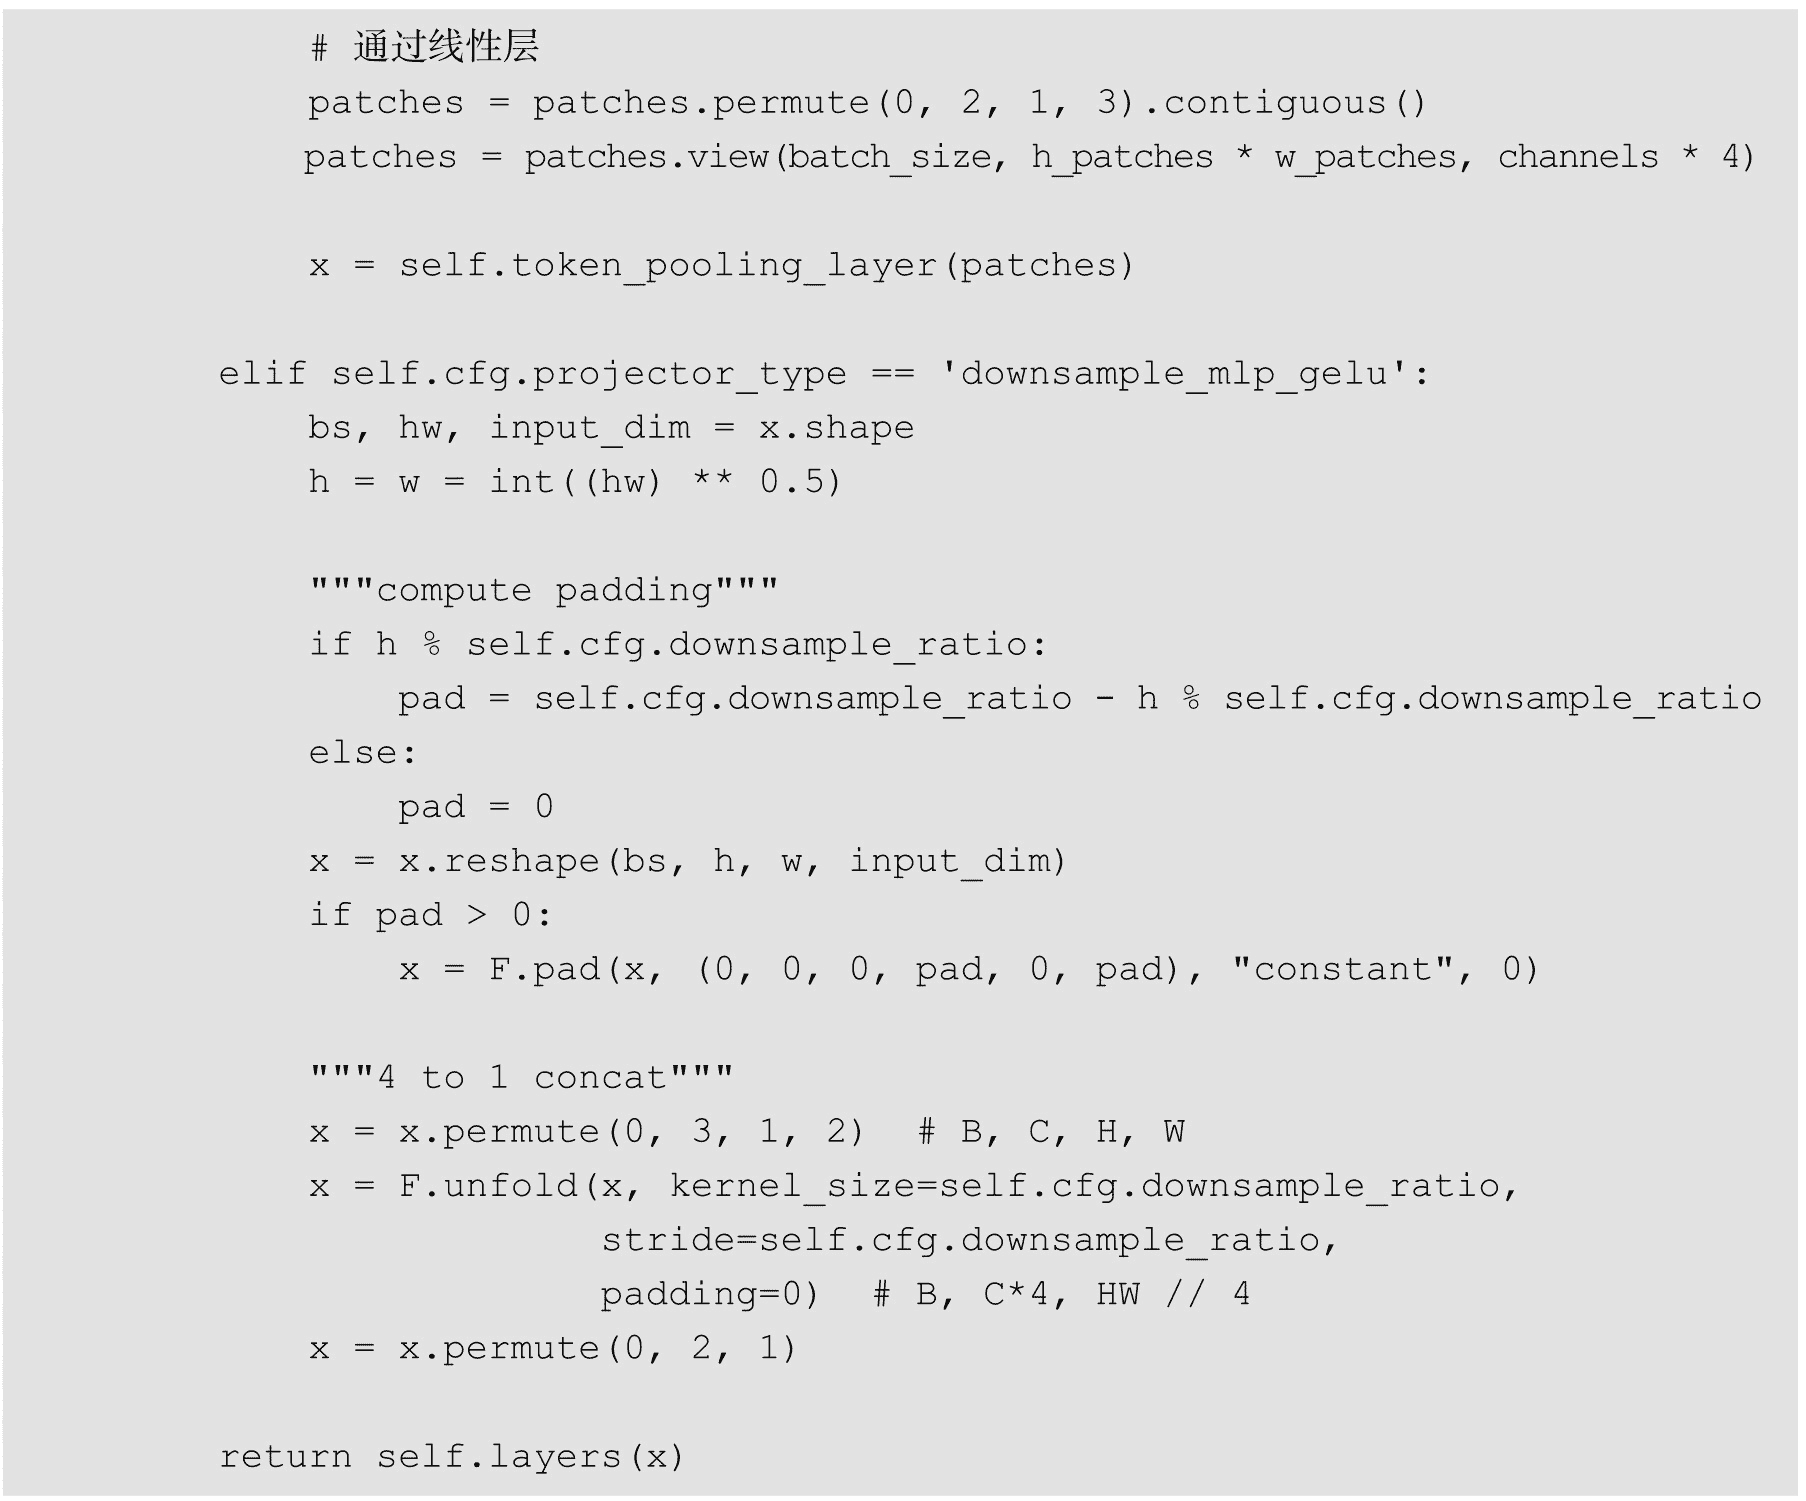 # 通过线性层
patches = patches.permute(0, 2, 1, 3).contiguous()
patches = patches.view(batch_size, h_patches * w_patches, channels * 4)
x = self.token_pooling_layer(patches)
elif self.cfg.projector_type == 'downsample_mlp_gelu':
bs, hw, input_dim = x.shape
h = w = int((hw) ** 0.5)
"""compute padding"""
if h % self.cfg.downsample_ratio:
pad = self.cfg.downsample_ratio - h % self.cfg.downsample_ratio
else:
pad = 0
x = x.reshape(bs, h, w, input_dim)
if pad > 0:
x = F.pad(x, (0, 0, 0, pad, 0, pad), "constant", 0)
"""4 to 1 concat"""
x = x.permute(0, 3, 1, 2)  # B, C, H, W
x = F.unfold(x, kernel_size=self.cfg.downsample_ratio,
stride=self.cfg.downsample_ratio,
padding=0)  # B, C*4, HW // 4
x = x.permute(0, 2, 1)
return self.layers(x)